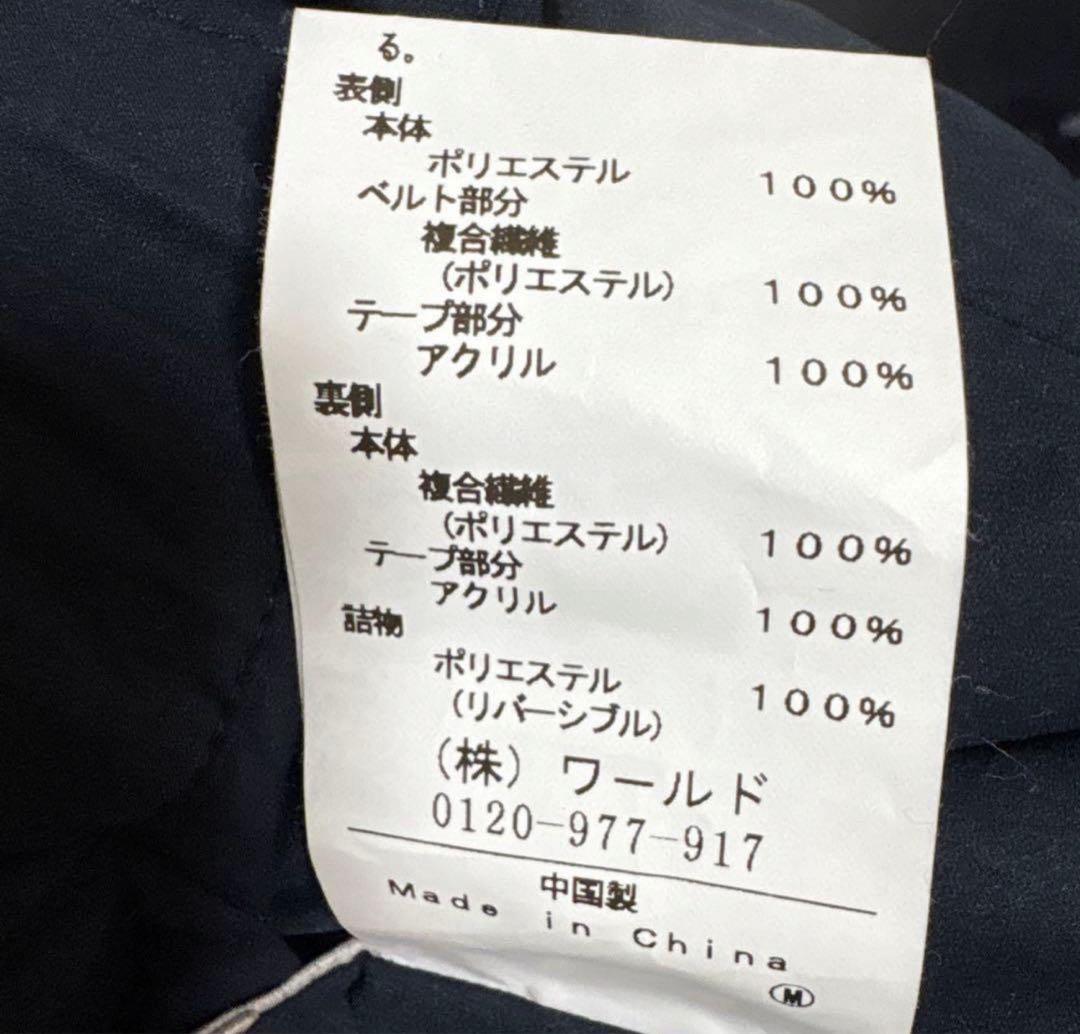 る。
表側
本体
ポリエステル 100%
ベルト部分
複合繊維
(ポリエステル) 100%
テープ部分
アクリル 100%
裏側
本体
複合繊維
(ポリエステル) 100%
テープ部分
アクリル 100%
詰物
ポリエステル 100%
(リバーシブル)
(株) ワールド
0120-977-917
中国製
Made in China
Ⓜ